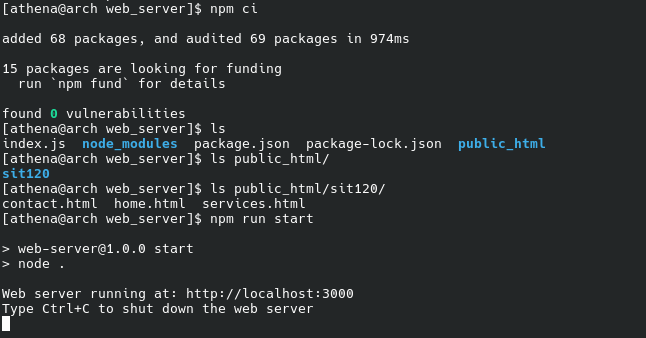 [athena@arch web_server]$ npm ci
added 68 packages, and audited 69 packages in 974ms
15 packages are looking for funding
  run `npm fund` for details
found 0 vulnerabilities
[athena@arch web_server]$ ls
index.js  node_modules  package.json  package-lock.json  public_html
[athena@arch web_server]$ ls public_html/
sit120
[athena@arch web_server]$ ls public_html/sit120/
contact.html  home.html  services.html
[athena@arch web_server]$ npm run start
> web-server@1.0.0 start
> node .
Web server running at: http://localhost:3000
Type Ctrl+C to shut down the web server